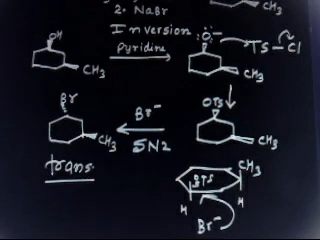 CH3
2. NaBr
Inversion
Pyridine
OH
CH3
:Ö:⁻
CH3
TS-Cl
Br
CH3
Br⁻
SN2
OTS
CH3
trans
OTS
CH3
H
H
Br⁻